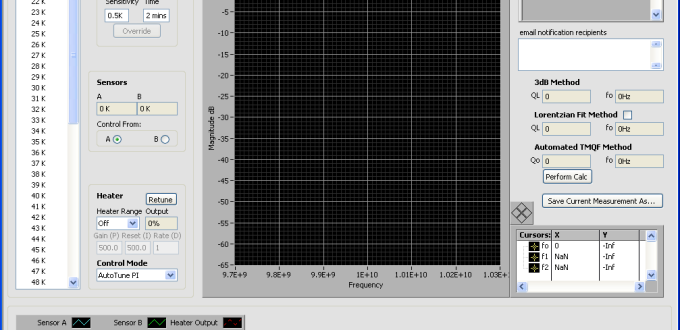 22 K
23 K
24 K
25 K
26 K
27 K
28 K
29 K
30 K
31 K
32 K
33 K
34 K
35 K
36 K
37 K
38 K
39 K
40 K
41 K
42 K
43 K
44 K
45 K
46 K
47 K
48 K
Sensitivity Time
0.5K 2 mins
Override
Sensors
A B
0 K 0 K
Control From:
A B
Heater Retune
Heater Range Output
Off 0%
Gain (P) Reset (I) Rate (D)
500.0 500.0 1
Control Mode
AutoTune PI
Magnitude dB
-5
-10
-15
-20
-25
-30
-35
-40
-45
-50
-55
-60
-65
9.7E+9 9.8E+9 9.9E+9 1E+10 1.01E+10 1.02E+10 1.03E+
Frequency
email notification recipients
3dB Method
QL 0 fo 0Hz
Lorentzian Fit Method
QL 0 fo 0Hz
Automated TMQF Method
Qo 0 fo 0Hz
Perform Calc
Save Current Measurement As...
Cursors: X Y
fo 0 -Inf
f1 NaN -Inf
f2 NaN -Inf
Sensor A Sensor B Heater Output